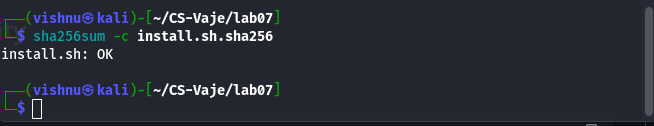 ┌──(vishnu㉿kali)-[~/CS-Vaje/lab07]
└─$ sha256sum -c install.sh.sha256
install.sh: OK
┌──(vishnu㉿kali)-[~/CS-Vaje/lab07]
└─$